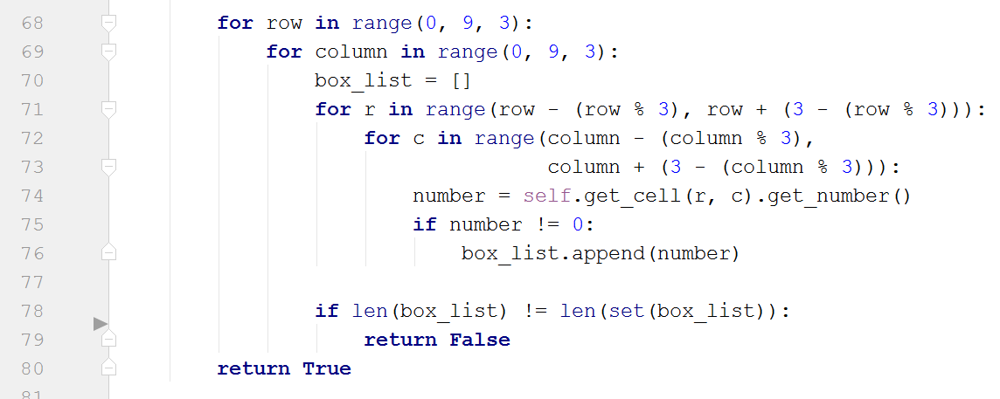 68 for row in range(0, 9, 3):
69 for column in range(0, 9, 3):
70 box_list = []
71 for r in range(row - (row % 3), row + (3 - (row % 3))):
72 for c in range(column - (column % 3),
73 column + (3 - (column % 3))):
74 number = self.get_cell(r, c).get_number()
75 if number != 0:
76 box_list.append(number)
77
78 if len(box_list) != len(set(box_list)):
79 return False
80 return True
81